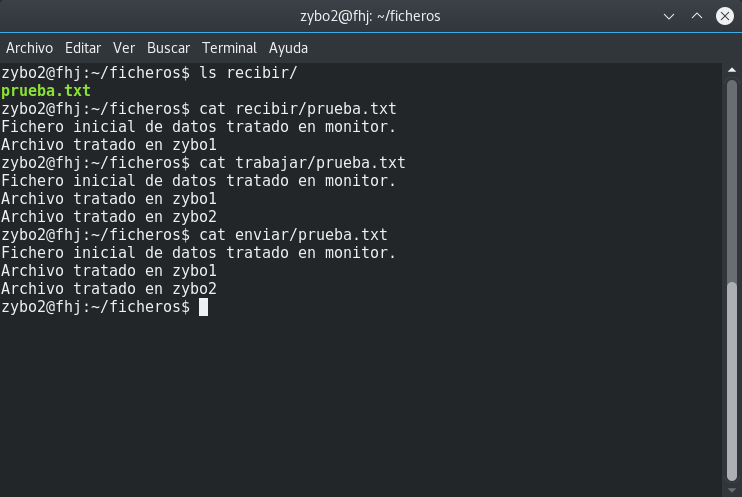 zybo2@fhj: ~/ficheros
Archivo Editar Ver Buscar Terminal Ayuda
zybo2@fhj:~/ficheros$ ls recibir/
prueba.txt
zybo2@fhj:~/ficheros$ cat recibir/prueba.txt
Fichero inicial de datos tratado en monitor.
Archivo tratado en zybo1
zybo2@fhj:~/ficheros$ cat trabajar/prueba.txt
Fichero inicial de datos tratado en monitor.
Archivo tratado en zybo1
Archivo tratado en zybo2
zybo2@fhj:~/ficheros$ cat enviar/prueba.txt
Fichero inicial de datos tratado en monitor.
Archivo tratado en zybo1
Archivo tratado en zybo2
zybo2@fhj:~/ficheros$